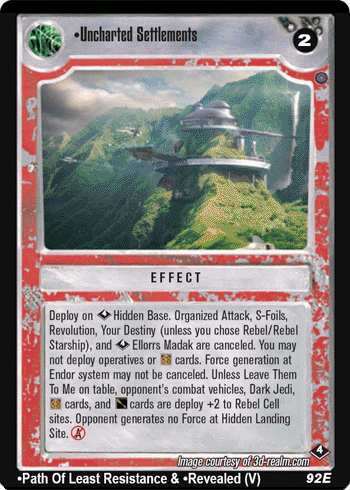 •Uncharted Settlements
2
EFFECT
Deploy on Hidden Base. Organized Attack, S-Foils,
Revolution, Your Destiny (unless you chose Rebel/Rebel
Starship), and Ellorrs Madak are canceled. You may
not deploy operatives or cards. Force generation at
Endor system may not be canceled. Unless Leave Them
To Me on table, opponent's combat vehicles, Dark Jedi,
cards, and cards are deploy +2 to Rebel Cell
sites. Opponent generates no Force at Hidden Landing
Site. A
4
Image courtesy of 3d-realm.com
•Path Of Least Resistance & •Revealed (V) 92E